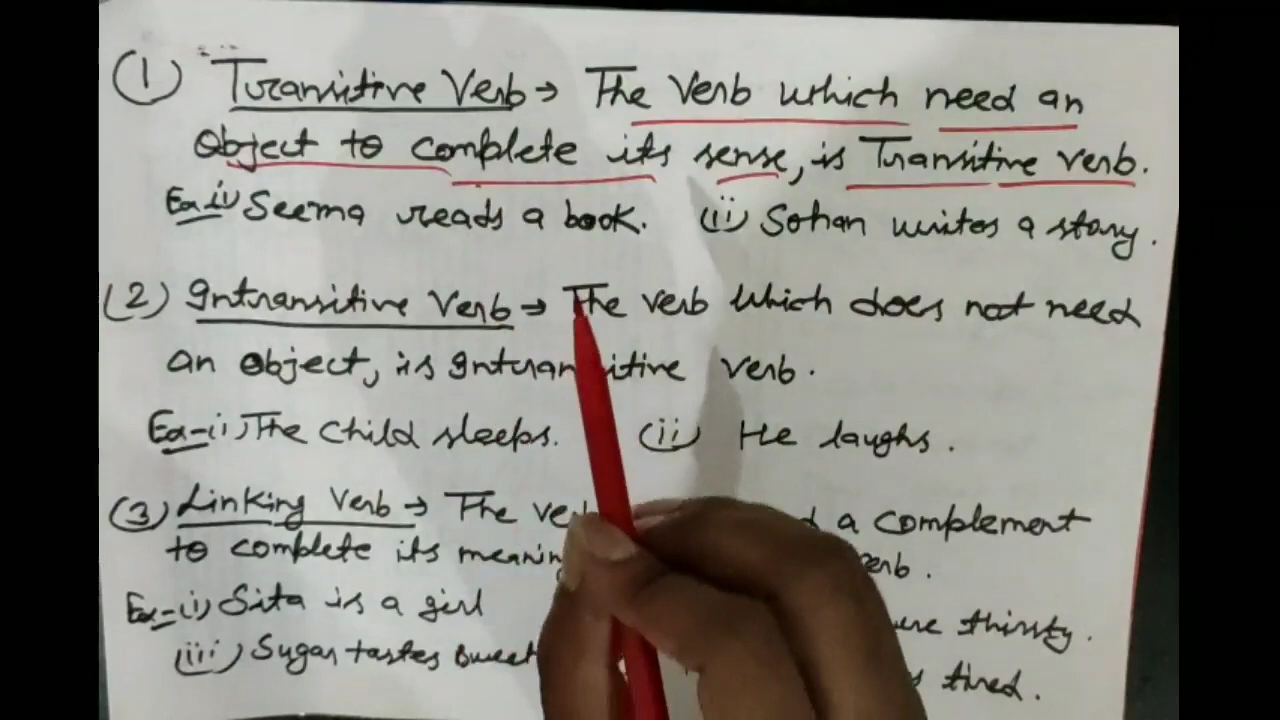 (1) Transitive Verb → The Verb which need an
Object to complete its sense, is Transitive verb.
Ex i) Seema reads a book. (ii) Sohan writes a story.
(2) Intransitive Verb → The verb which does not need
an object, is Intransitive verb.
Ex-(i) The Child sleeps. (ii) He laughs.
(3) Linking Verb → The a complement
to complete its
Ex-(i) Sita is a girl thirsty.
(iii) Sugar tastes sweet tired.